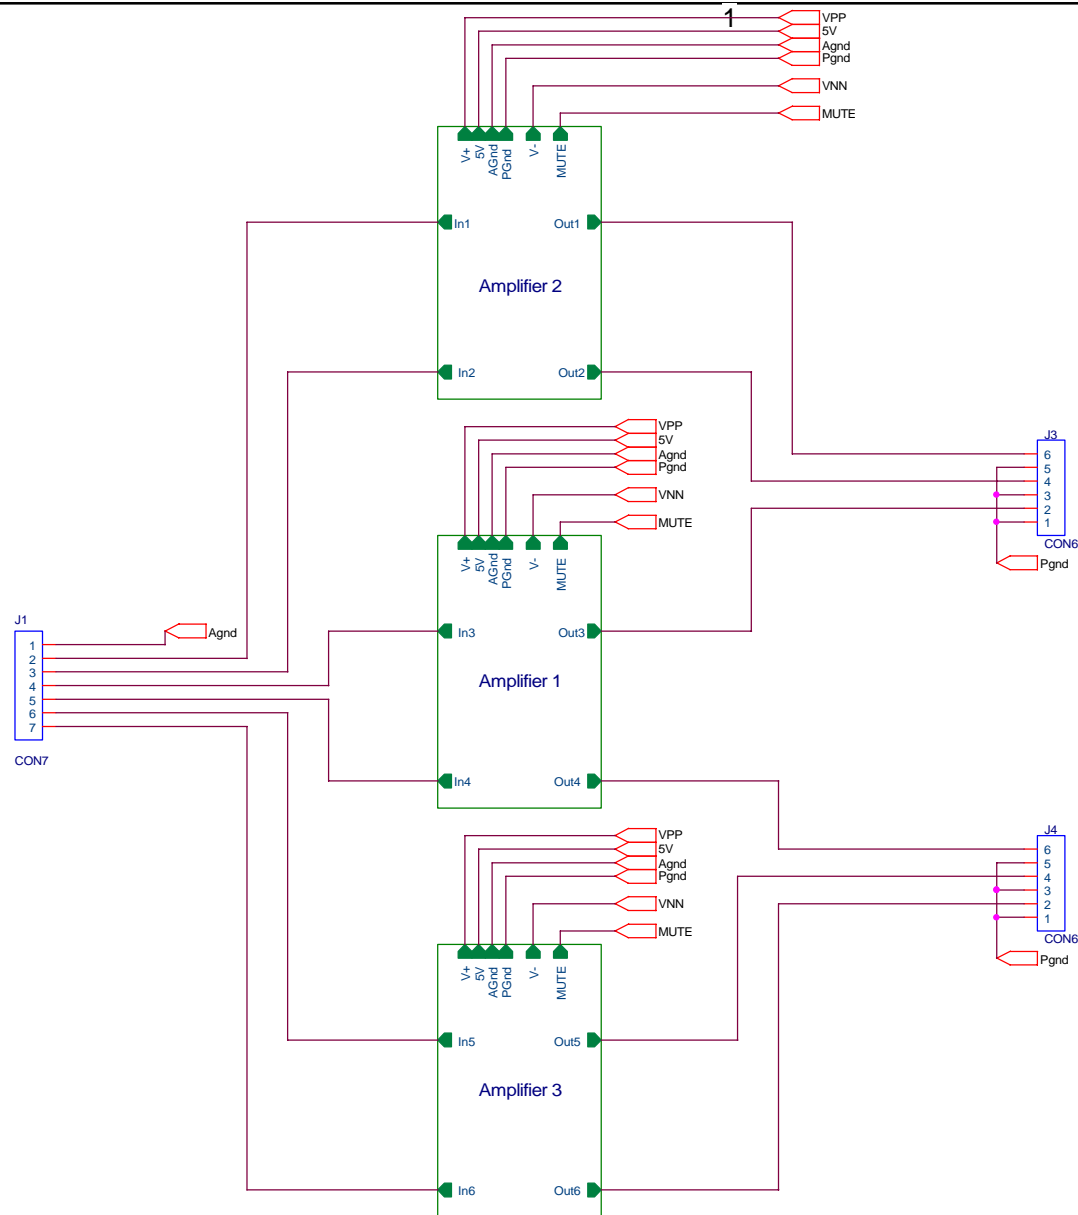 1
VPP
5V
Agnd
Pgnd
VNN
MUTE
V+
5V
AGnd
PGnd
V-
MUTE
In1
Out1
Amplifier 2
In2
Out2
VPP
5V
Agnd
Pgnd
VNN
MUTE
V+
5V
AGnd
PGnd
V-
MUTE
In3
Out3
Amplifier 1
In4
Out4
J3
6
5
4
3
2
1
CON6
Pgnd
J1
1
2
3
4
5
6
7
CON7
Agnd
VPP
5V
Agnd
Pgnd
VNN
MUTE
V+
5V
AGnd
PGnd
V-
MUTE
In5
Out5
Amplifier 3
In6
Out6
J4
6
5
4
3
2
1
CON6
Pgnd